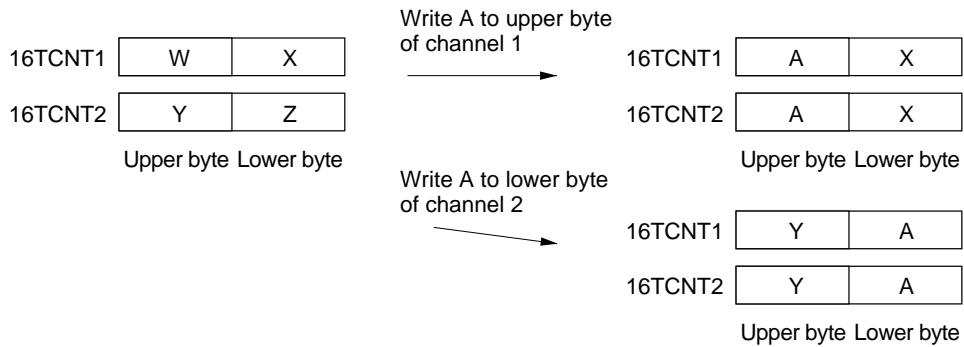 Write A to upper byte
of channel 1
16TCNT1 W X
16TCNT2 Y Z
Upper byte Lower byte
16TCNT1 A X
16TCNT2 A X
Upper byte Lower byte
Write A to lower byte
of channel 2
16TCNT1 Y A
16TCNT2 Y A
Upper byte Lower byte